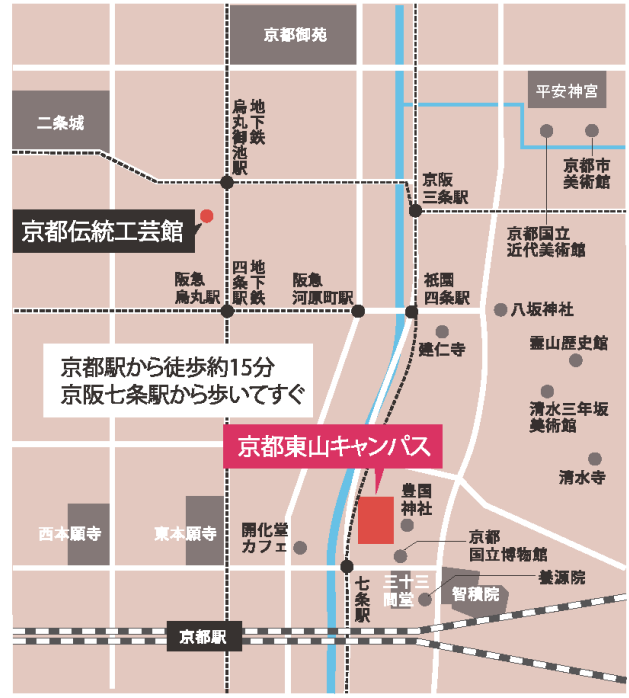 京都御苑
平安神宮
二条城
地下鉄
烏丸御池駅
京都市
美術館
京阪
三条駅
京都伝統工芸館
京都国立
近代美術館
阪急
烏丸駅
地下鉄
四条駅
阪急
河原町駅
祇園
四条駅
八坂神社
建仁寺
霊山歴史館
京都駅から徒歩約15分
京阪七条駅から歩いてすぐ
清水三年坂
美術館
京都東山キャンパス
清水寺
豊国
神社
西本願寺
東本願寺
開化堂
カフェ
京都
国立博物館
七条駅
三十三
間堂
養源院
智積院
京都駅